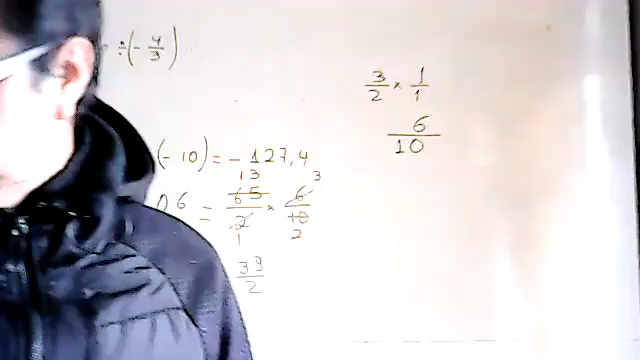 ÷(- 4/3)
(- 10) = - 127,4
06 = 65/2 × 6/10
13 3
1 2
39/2
3/2 × 1/1
6/10